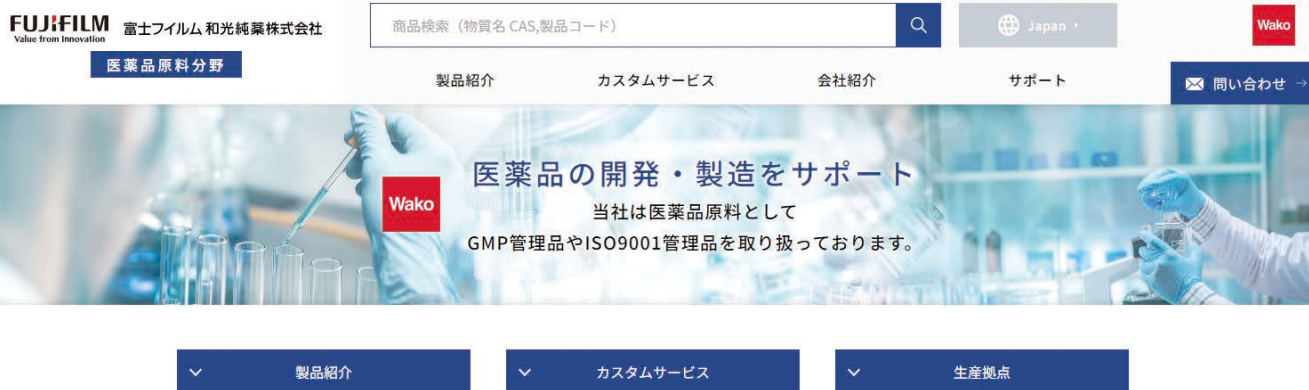 FUJIFILM
Value from Innovation
富士フイルム 和光純薬株式会社
医薬品原料分野
商品検索（物質名 CAS,製品コード）
Japan
Wako
製品紹介
カスタムサービス
会社紹介
サポート
問い合わせ →
Wako
医薬品の開発・製造をサポート
当社は医薬品原料として
GMP管理品やISO9001管理品を取り扱っております。
製品紹介
カスタムサービス
生産拠点